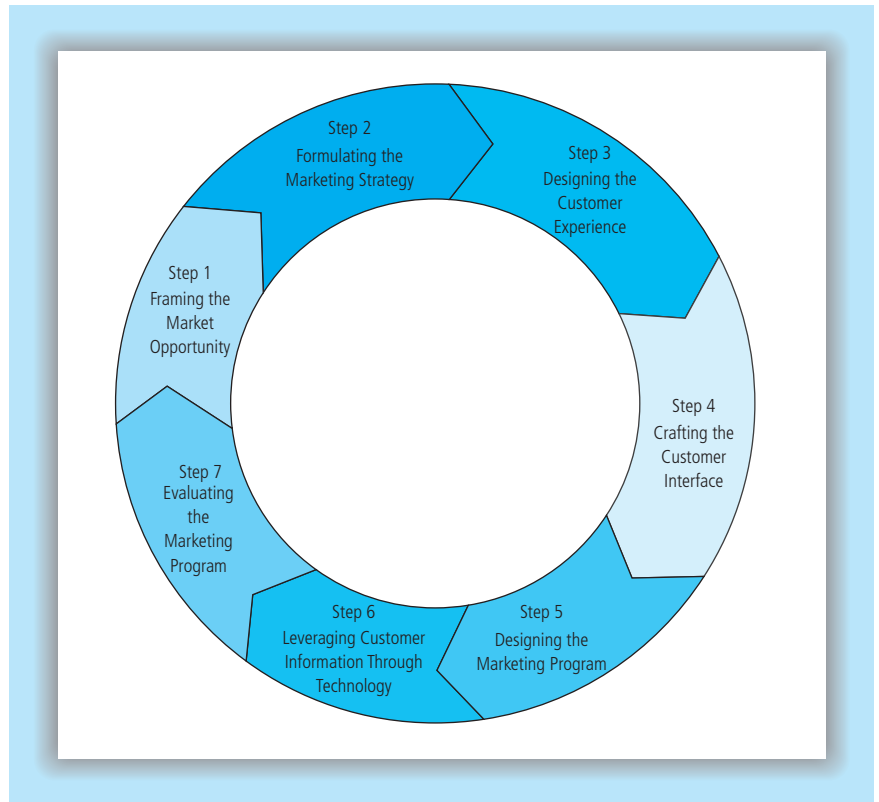 Step 1
Framing the
Market
Opportunity
Step 2
Formulating the
Marketing Strategy
Step 3
Designing the
Customer
Experience
Step 4
Crafting the
Customer
Interface
Step 5
Designing the
Marketing Program
Step 6
Leveraging Customer
Information Through
Technology
Step 7
Evaluating
the
Marketing
Program